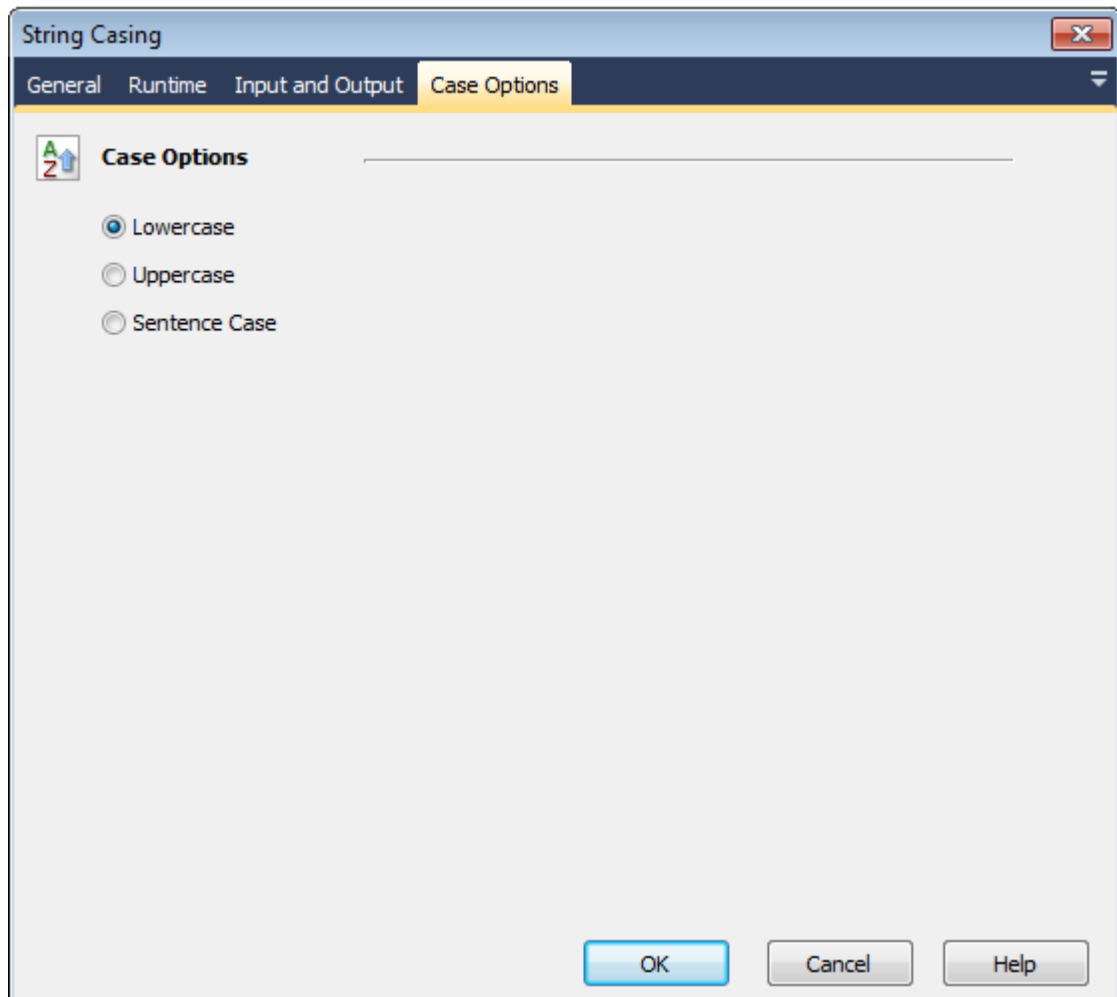 String Casing
General Runtime Input and Output Case Options
A
Z
Case Options
Lowercase
Uppercase
Sentence Case
OK Cancel Help